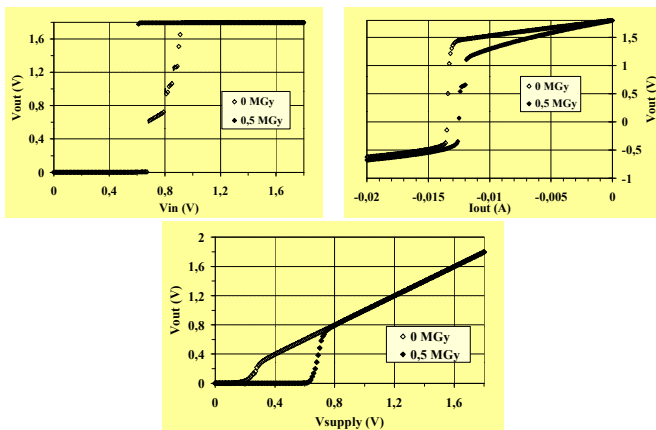 Vout (V)
1,6
1,2
0,8
0,4
0
0 MGy
0,5 MGy
0
0,4
0,8
1,2
1,6
Vin (V)
1,5
1
0,5
0
-0,5
-1
Vout (V)
0 MGy
0,5 MGy
-0,02
-0,015
-0,01
-0,005
0
Iout (A)
Vout (V)
2
1,6
1,2
0,8
0,4
0
0 MGy
0,5 MGy
0
0,4
0,8
1,2
1,6
Vsupply (V)